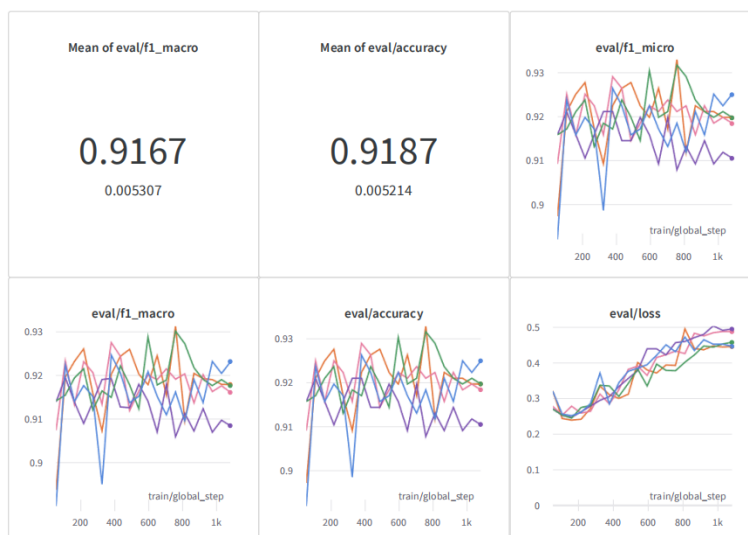 Mean of eval/f1_macro
0.9167
0.005307
Mean of eval/accuracy
0.9187
0.005214
eval/f1_micro
0.93
0.92
0.91
0.9
train/global_step
200 400 600 800 1k
eval/f1_macro
0.93
0.92
0.91
0.9
train/global_step
200 400 600 800 1k
eval/accuracy
0.93
0.92
0.91
0.9
train/global_step
200 400 600 800 1k
eval/loss
0.5
0.4
0.3
0.2
0.1
0
train/global_step
200 400 600 800 1k